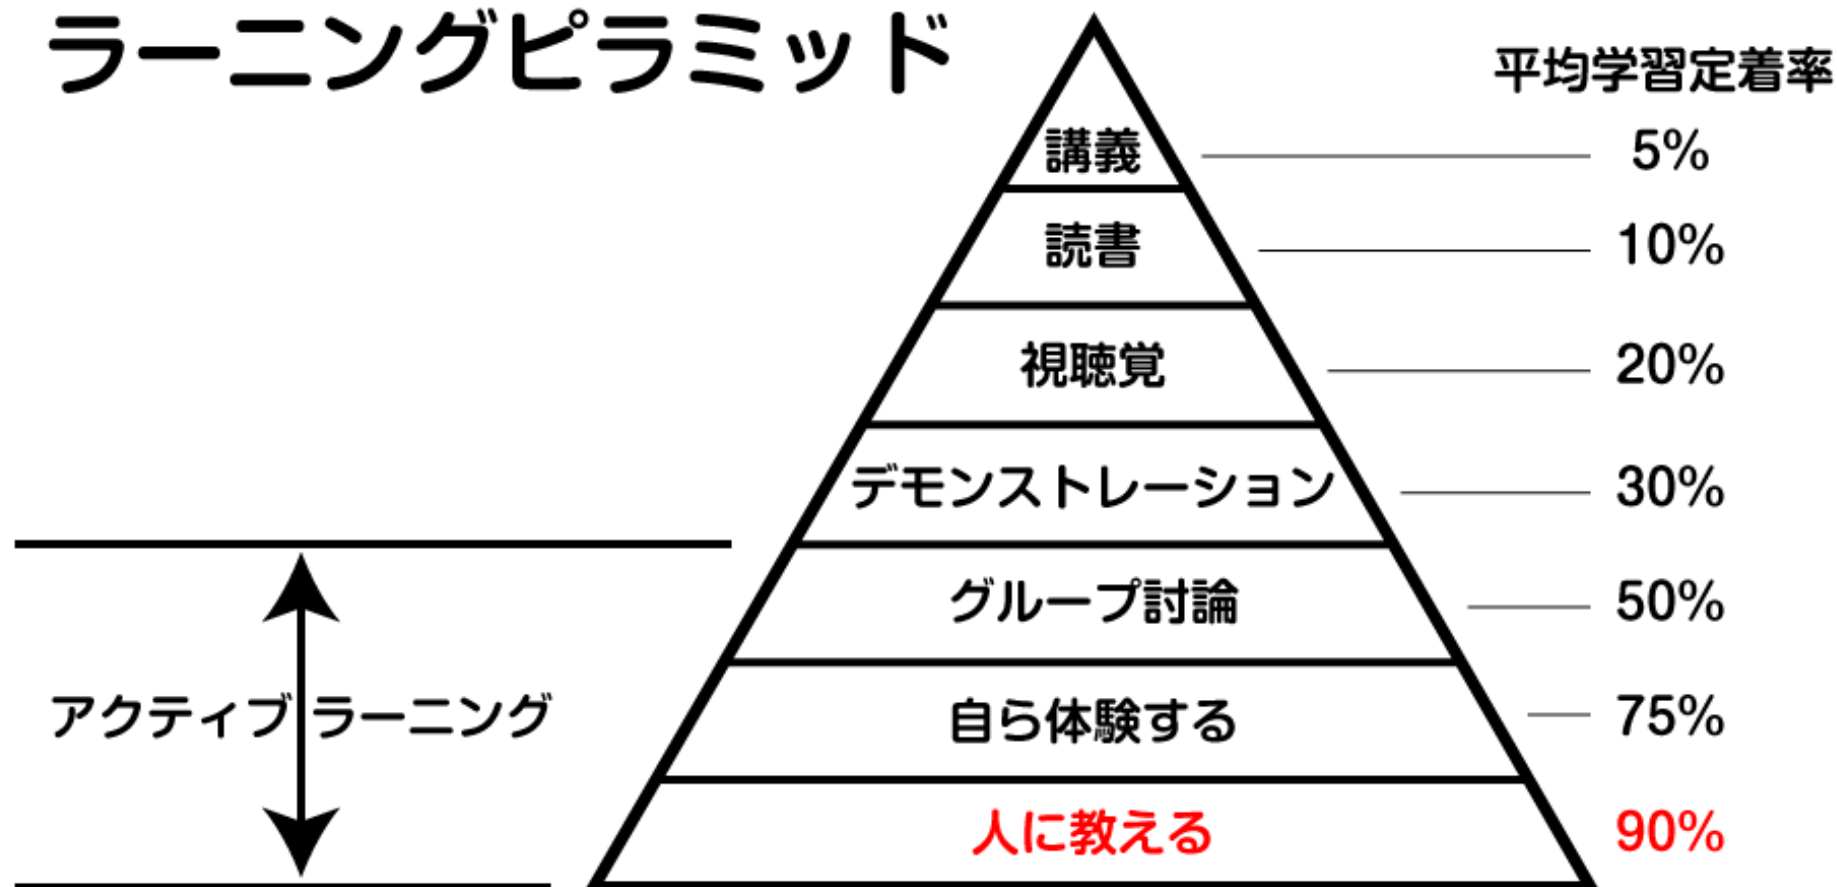 ラーニングピラミッド
平均学習定着率
講義 5%
読書 10%
視聴覚 20%
デモンストレーション 30%
グループ討論 50%
アクティブ ラーニング
自ら体験する 75%
人に教える 90%